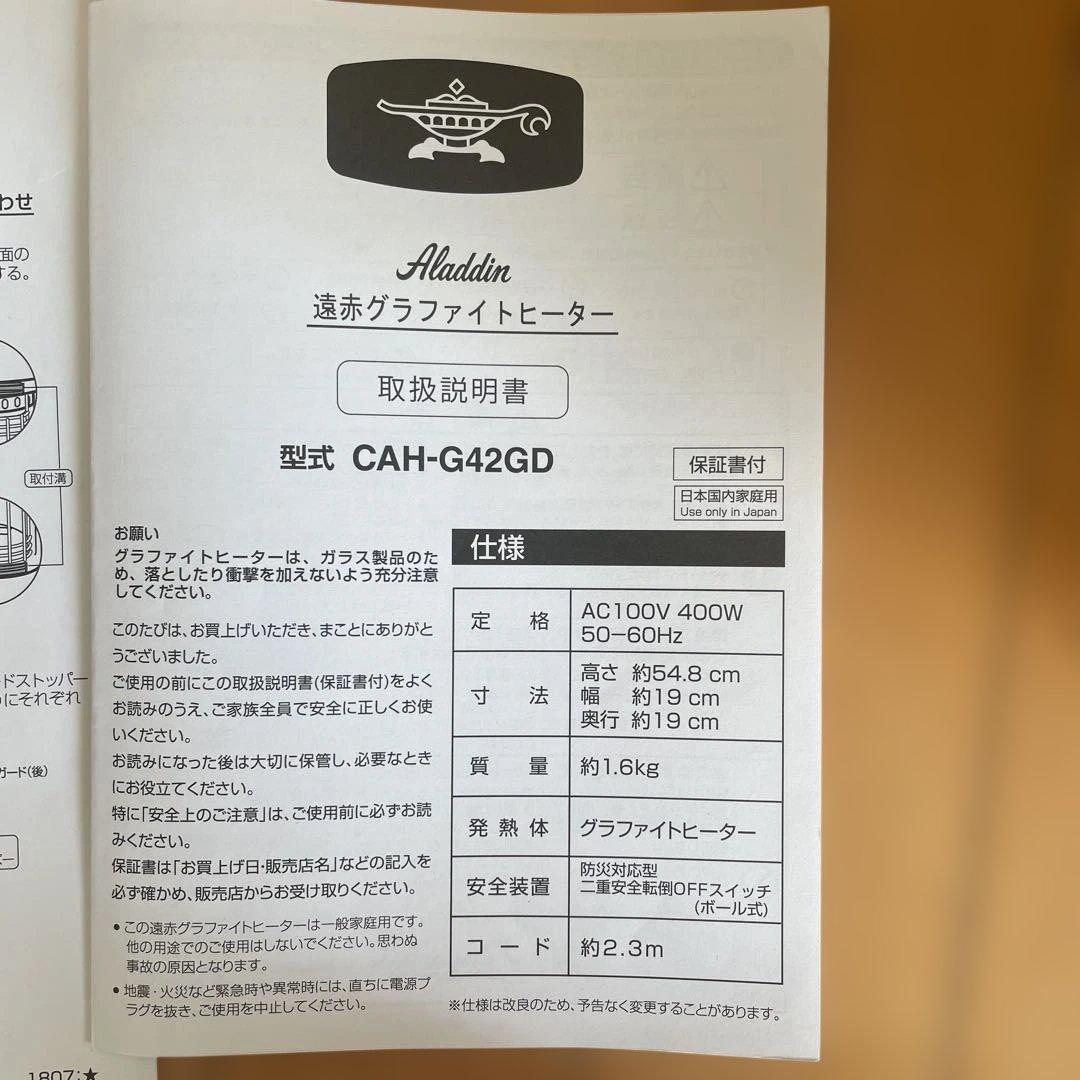 わせ
面の
する。
取付溝
ードストッパー
にそれぞれ
ガード(後)
1807:★
Aladdin
遠赤グラファイトヒーター
取扱説明書
型式 CAH-G42GD
保証書付
日本国内家庭用
Use only in Japan
お願い
グラファイトヒーターは、ガラス製品のた
め、落としたり衝撃を加えないよう充分注意
してください。
このたびは、お買上げいただき、まことにありがと
うございました。
ご使用の前にこの取扱説明書(保証書付)をよく
お読みのうえ、ご家族全員で安全に正しくお使
いください。
お読みになった後は大切に保管し、必要なとき
にお役立てください。
特に「安全上のご注意」は、ご使用前に必ずお読
みください。
保証書は「お買上げ日・販売店名」などの記入を
必ず確かめ、販売店からお受け取りください。
●この遠赤グラファイトヒーターは一般家庭用です。
他の用途でのご使用はしないでください。思わぬ
事故の原因となります。
●地震・火災など緊急時や異常時には、直ちに電源プ
ラグを抜き、ご使用を中止してください。
仕様
定格 AC100V 400W
50−60Hz
寸法 高さ 約54.8 cm
幅 約19 cm
奥行 約19 cm
質量 約1.6kg
発熱体 グラファイトヒーター
安全装置 防災対応型
二重安全転倒OFFスイッチ
(ボール式)
コード 約2.3m
※仕様は改良のため、予告なく変更することがあります。